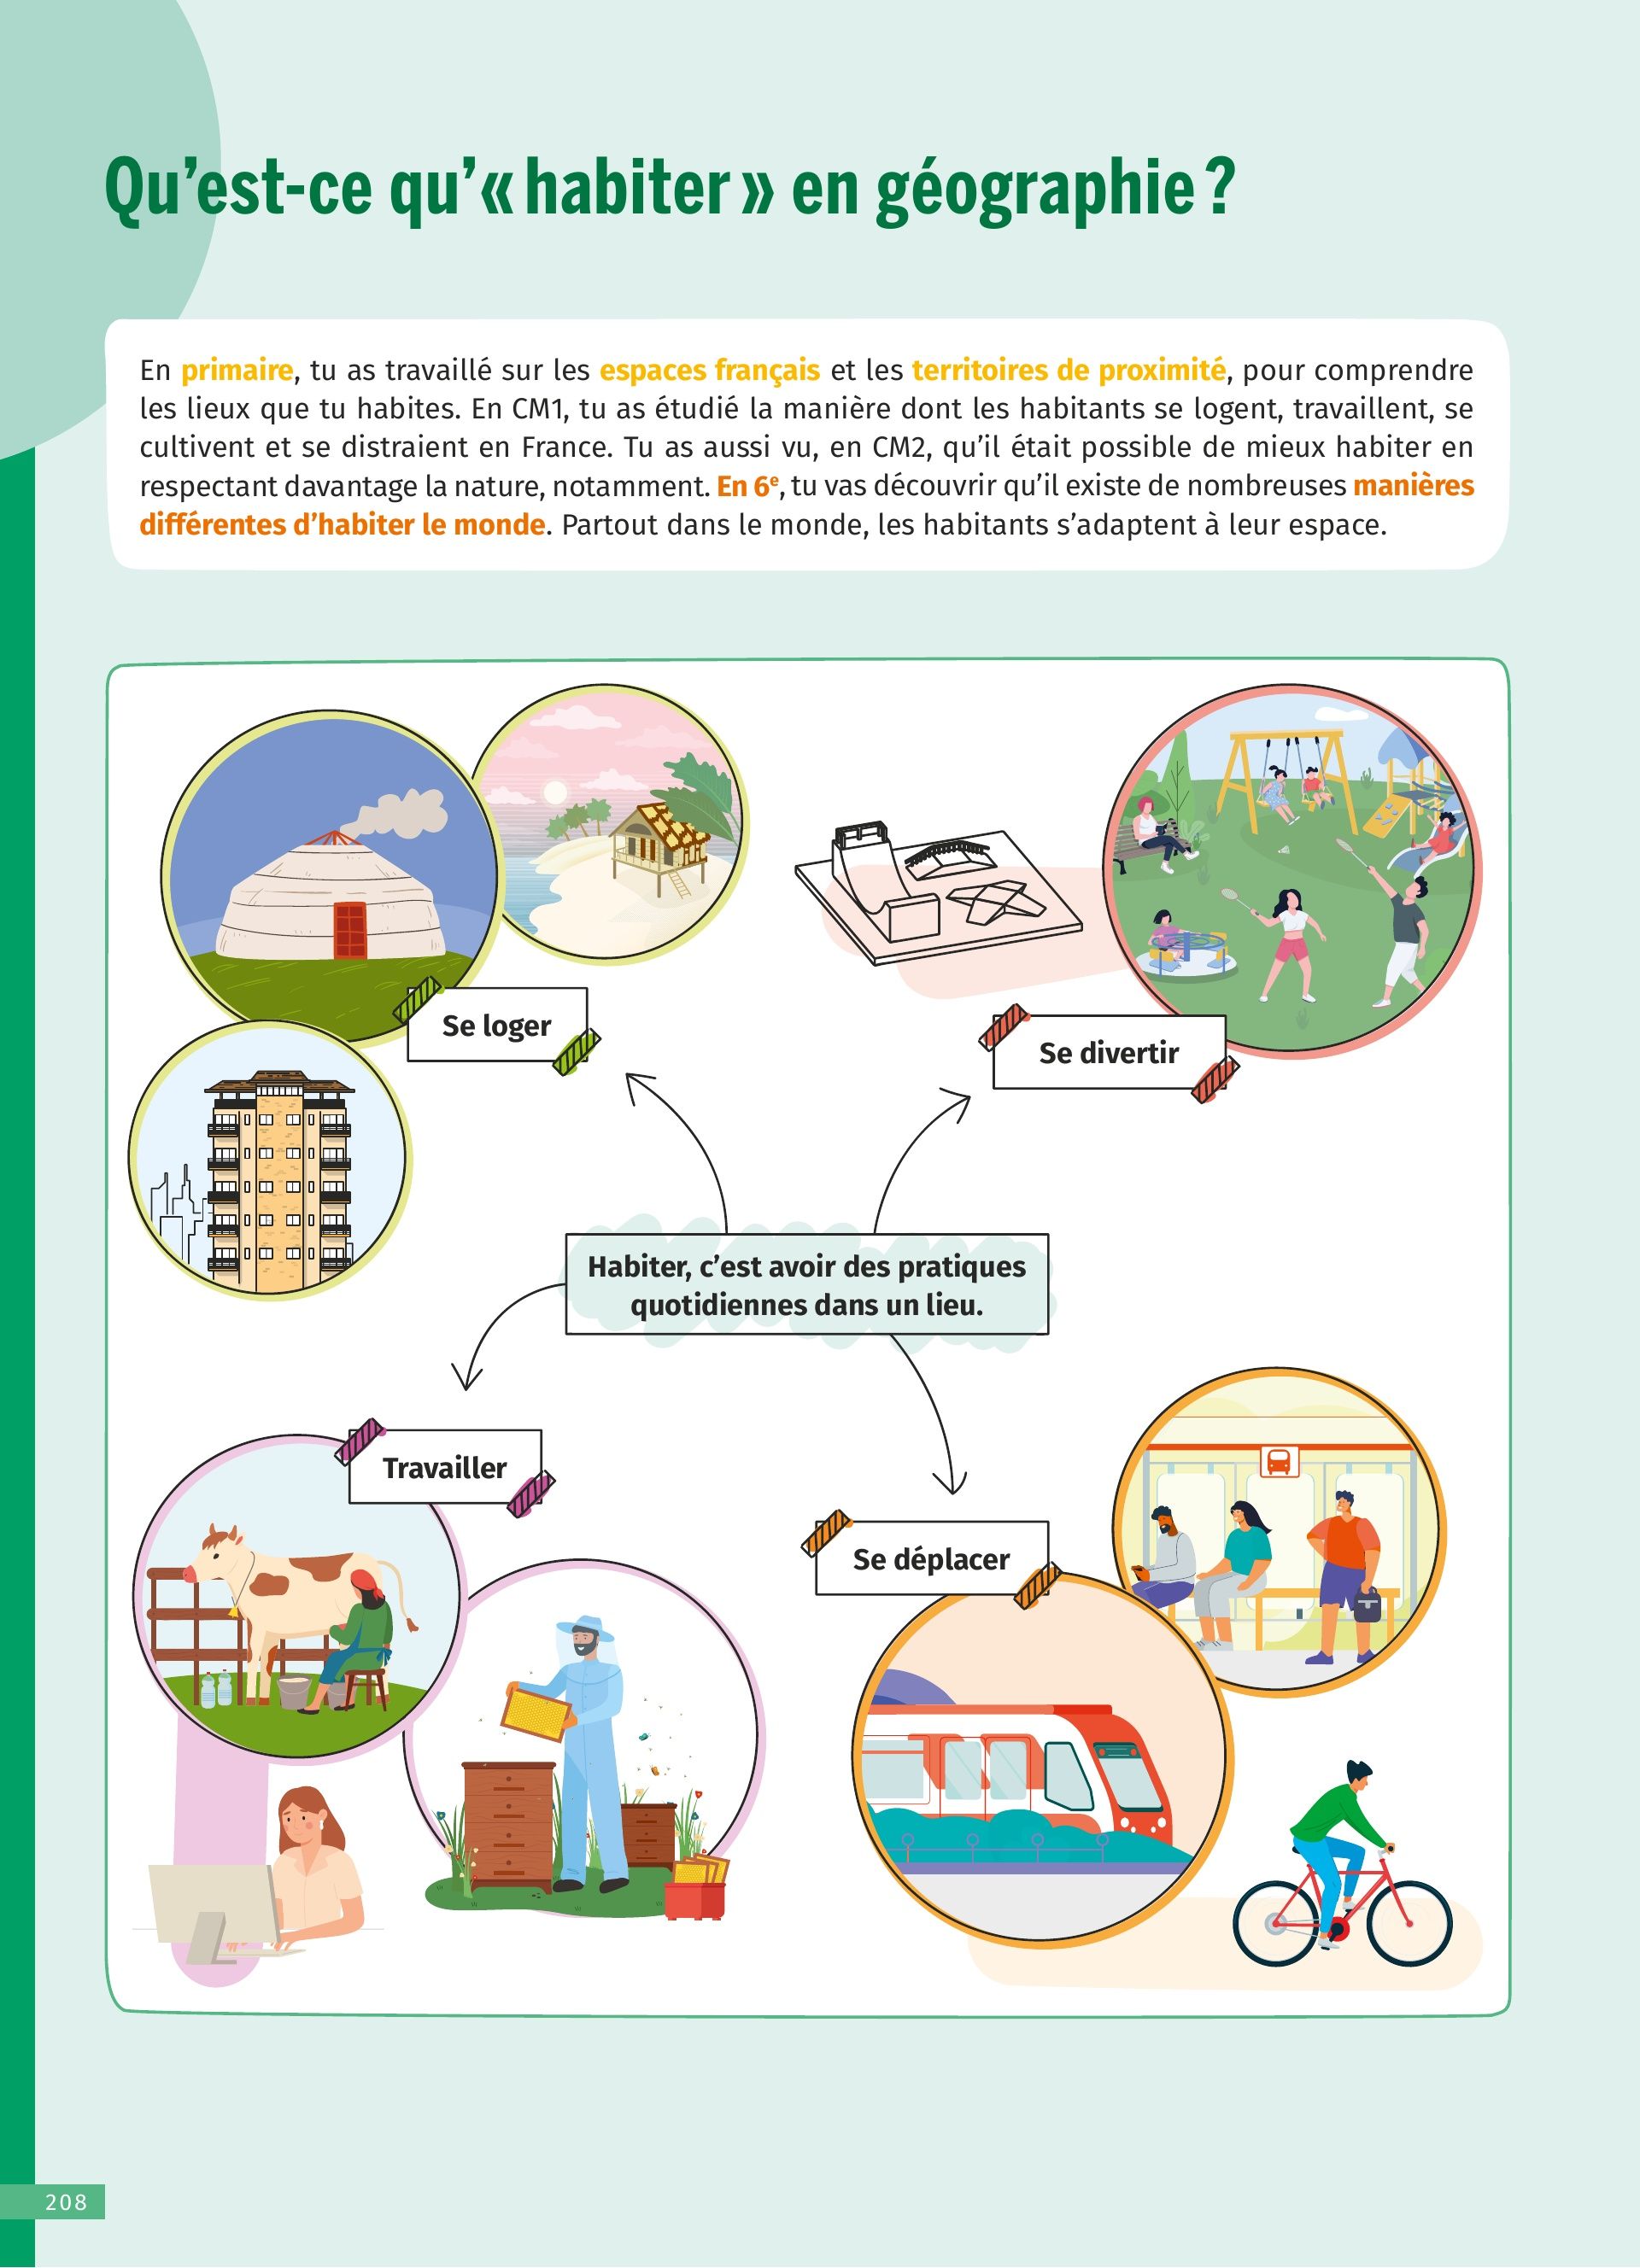 Qu’est-ce qu’« habiter » en géographie ?
En primaire, tu as travaillé sur les espaces français et les territoires de proximité, pour comprendre
les lieux que tu habites. En CM1, tu as étudié la manière dont les habitants se logent, travaillent, se
cultivent et se distraient en France. Tu as aussi vu, en CM2, qu’il était possible de mieux habiter en
respectant davantage la nature, notamment. En 6e, tu vas découvrir qu’il existe de nombreuses manières
différentes d’habiter le monde. Partout dans le monde, les habitants s’adaptent à leur espace.
Se loger
Se divertir
Habiter, c’est avoir des pratiques
quotidiennes dans un lieu.
Travailler
Se déplacer
208